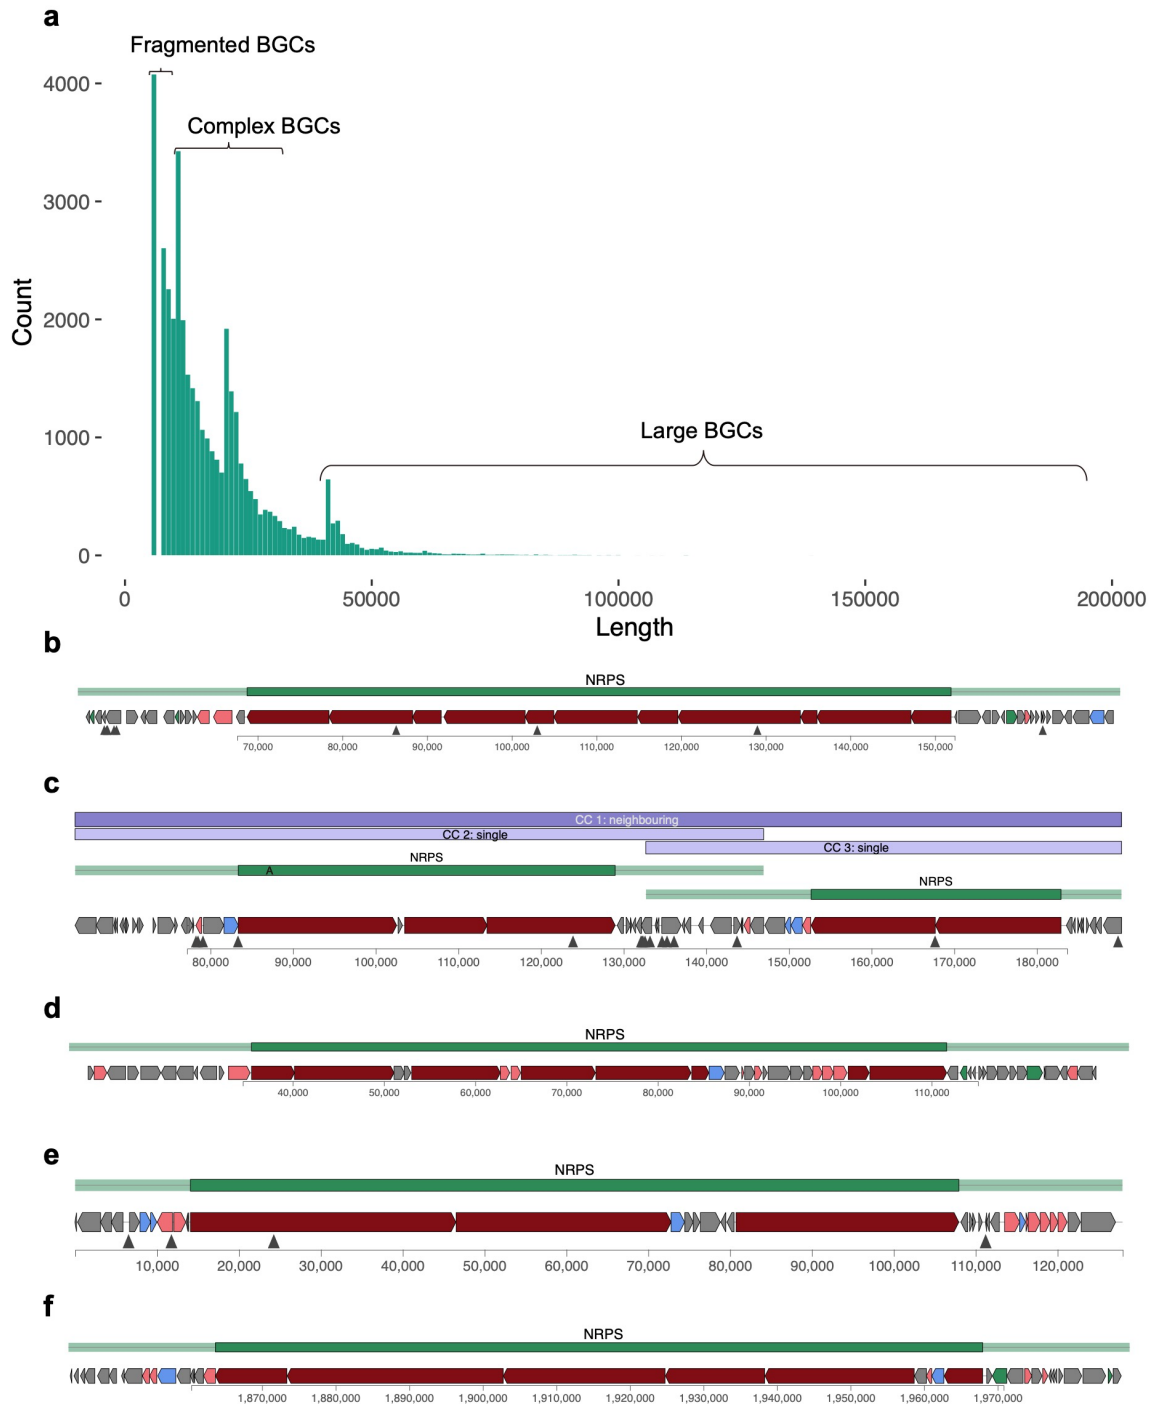 a
Fragmented BGCs
4000
Complex BGCs
3000
Count
2000
1000
Large BGCs
0
0 50000 100000 150000 200000
Length
b
NRPS
70,000 80,000 90,000 100,000 110,000 120,000 130,000 140,000 150,000
c
CC 1: neighbouring
CC 2: single
CC 3: single
NRPS
A
NRPS
80,000 90,000 100,000 110,000 120,000 130,000 140,000 150,000 160,000 170,000 180,000
d
NRPS
40,000 50,000 60,000 70,000 80,000 90,000 100,000 110,000
e
NRPS
10,000 20,000 30,000 40,000 50,000 60,000 70,000 80,000 90,000 100,000 110,000 120,000
f
NRPS
1,870,000 1,880,000 1,890,000 1,900,000 1,910,000 1,920,000 1,930,000 1,940,000 1,950,000 1,960,000 1,970,000